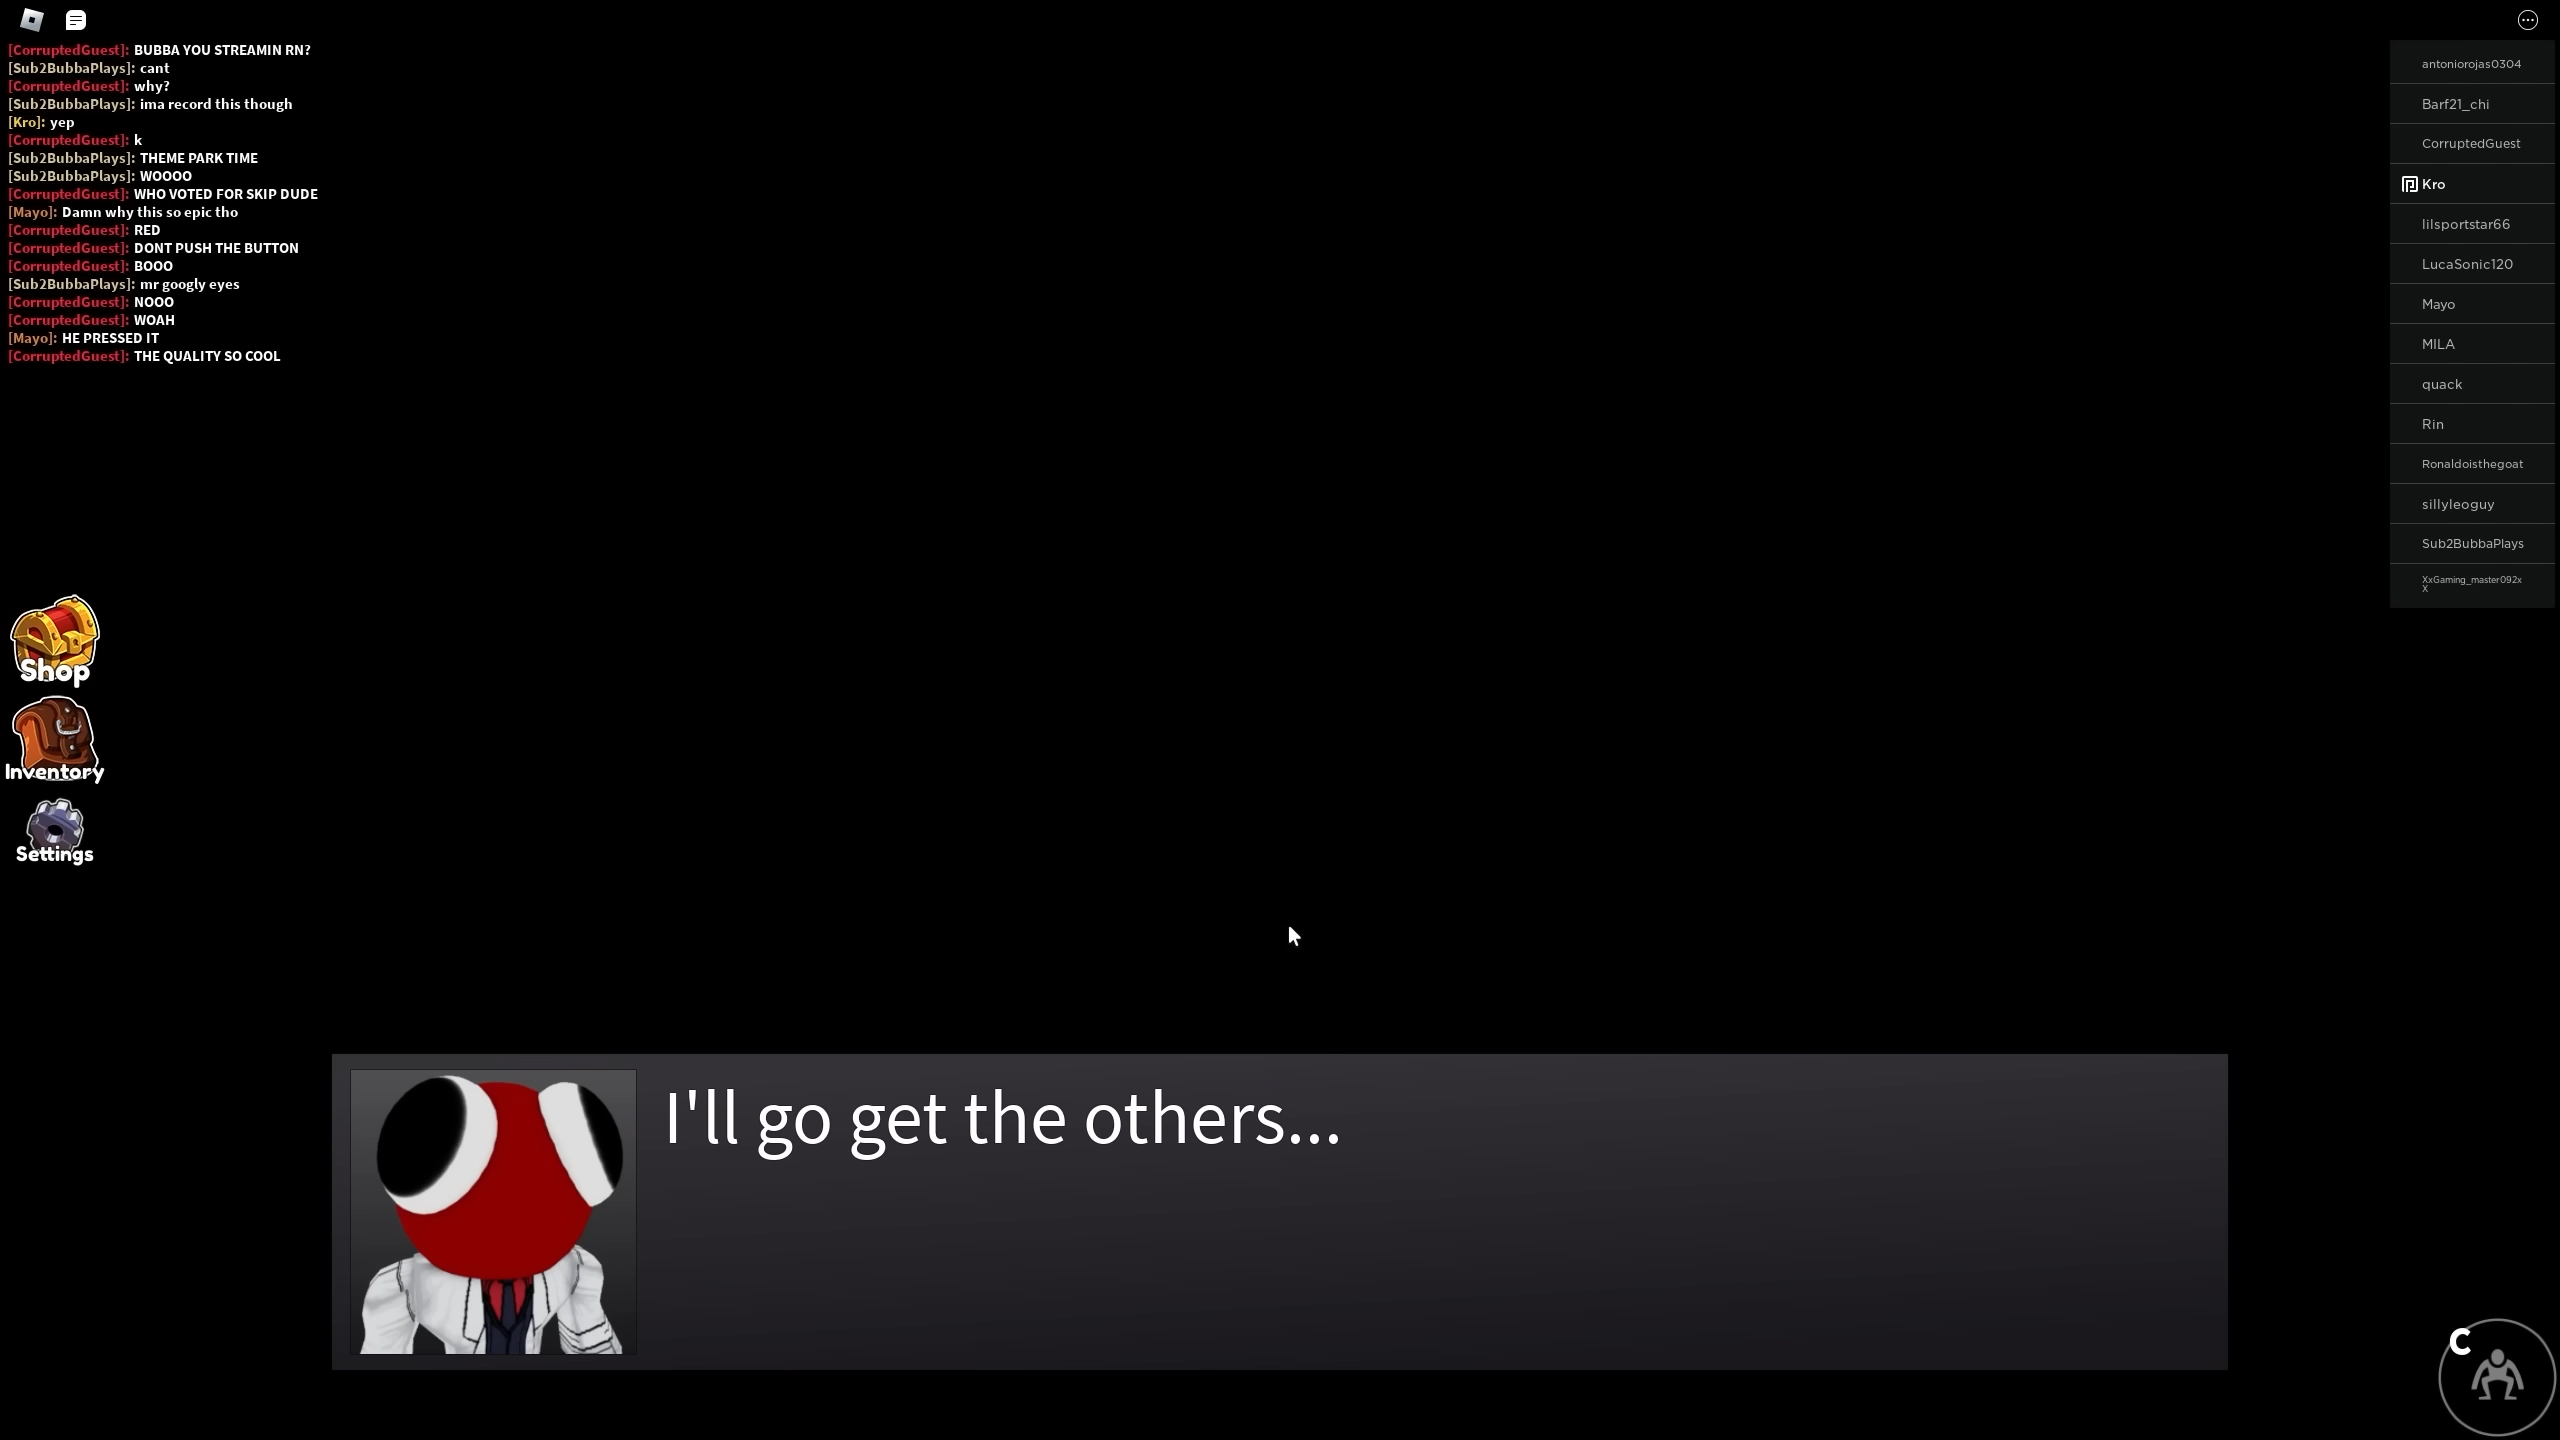 [CorruptedGuest]: BUBBA YOU STREAMIN RN?
[Sub2BubbaPlays]: cant
[CorruptedGuest]: why?
[Sub2BubbaPlays]: ima record this though
[Kro]: yep
[CorruptedGuest]: k
[Sub2BubbaPlays]: THEME PARK TIME
[Sub2BubbaPlays]: WOOOO
[CorruptedGuest]: WHO VOTED FOR SKIP DUDE
[Mayo]: Damn why this so epic tho
[CorruptedGuest]: RED
[CorruptedGuest]: DONT PUSH THE BUTTON
[CorruptedGuest]: BOOO
[Sub2BubbaPlays]: mr googly eyes
[CorruptedGuest]: NOOO
[CorruptedGuest]: WOAH
[Mayo]: HE PRESSED IT
[CorruptedGuest]: THE QUALITY SO COOL
antoniorojas0304
Barf21_chi
CorruptedGuest
Kro
lilsportstar66
LucaSonic120
Mayo
MILA
quack
Rin
Ronaldoisthegoat
sillyleoguy
Sub2BubbaPlays
XxGaming_master092x
X
Shop
Inventory
Settings
I'll go get the others...
C